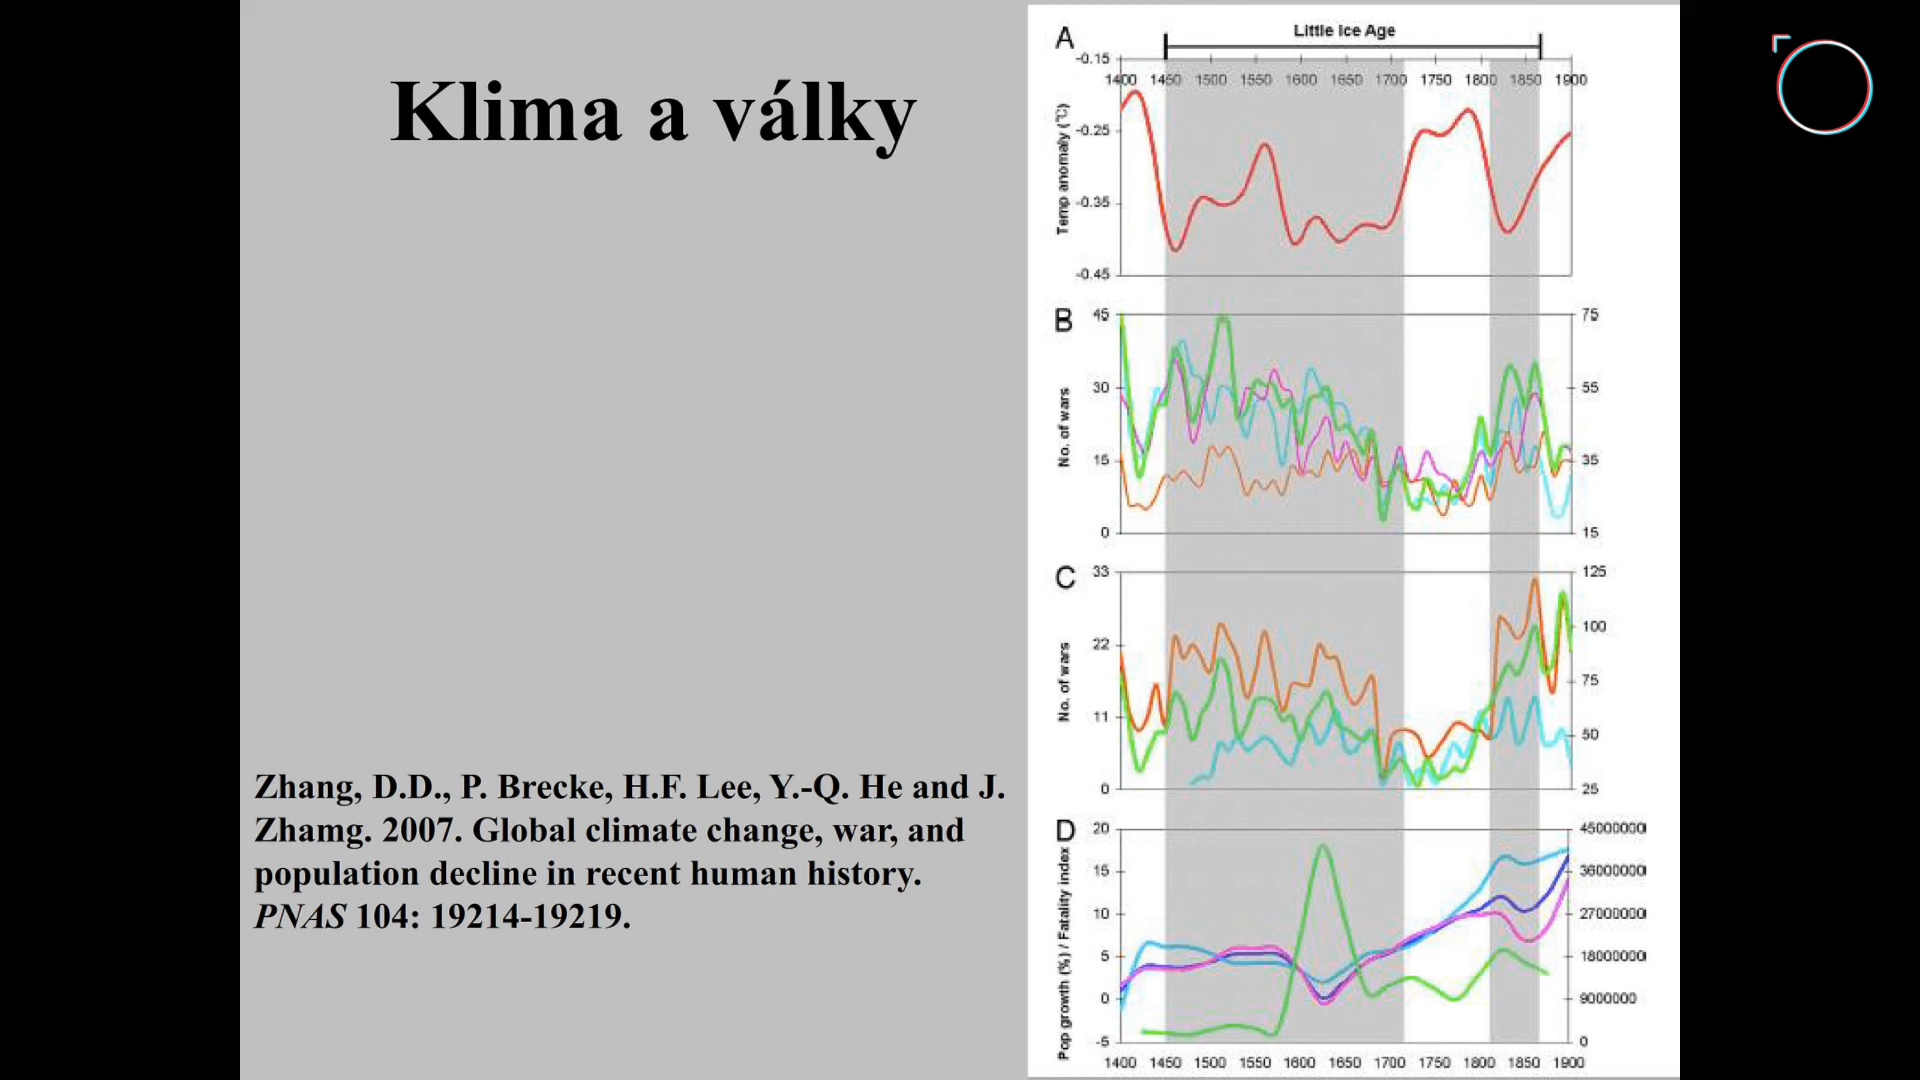 Klima a války
Zhang, D.D., P. Brecke, H.F. Lee, Y.-Q. He and J.
Zhamg. 2007. Global climate change, war, and
population decline in recent human history.
PNAS 104: 19214-19219.
A
Little Ice Age
-0.15
1400 1450 1500 1550 1600 1650 1700 1750 1800 1850 1900
Temp anomaly (°C)
-0.25
-0.35
-0.45
B
45 75
No. of wars
30 55
15 35
0 15
C
33 125
No. of wars
100
22
75
11
50
0 25
D
20 45000000
Pop growth (%) / Fatality index
15 36000000
10 27000000
5 18000000
0 9000000
-5 0
1400 1450 1500 1550 1600 1650 1700 1750 1800 1850 1900